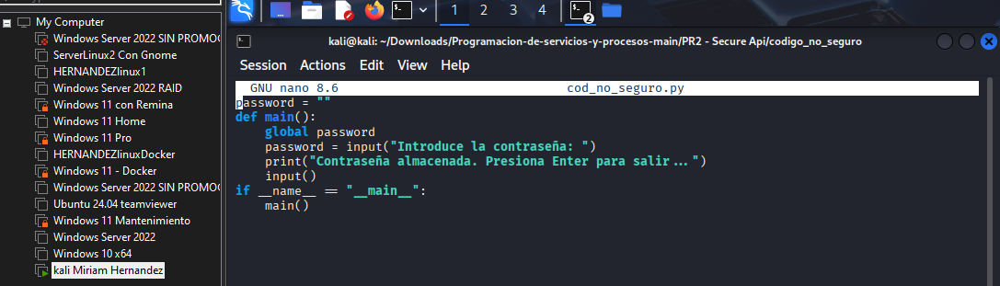 My Computer
Windows Server 2022 SIN PROMOC
ServerLinux2 Con Gnome
HERNANDEZlinux1
Windows Server 2022 RAID
Windows 11 con Remina
Windows 11 Home
Windows 11 Pro
HERNANDEZlinuxDocker
Windows 11 - Docker
Windows Server 2022 SIN PROMOC
Ubuntu 24.04 teamviewer
Windows 11 Mantenimiento
Windows Server 2022
Windows 10 x64
kali Miriam Hernandez
1 2 3 4 2
kali@kali: ~/Downloads/Programacion-de-servicios-y-procesos-main/PR2 - Secure Api/codigo_no_seguro
Session Actions Edit View Help
GNU nano 8.6 cod_no_seguro.py
password = ""
def main():
    global password
    password = input("Introduce la contraseña: ")
    print("Contraseña almacenada. Presiona Enter para salir...")
    input()
if __name__ == "__main__":
    main()